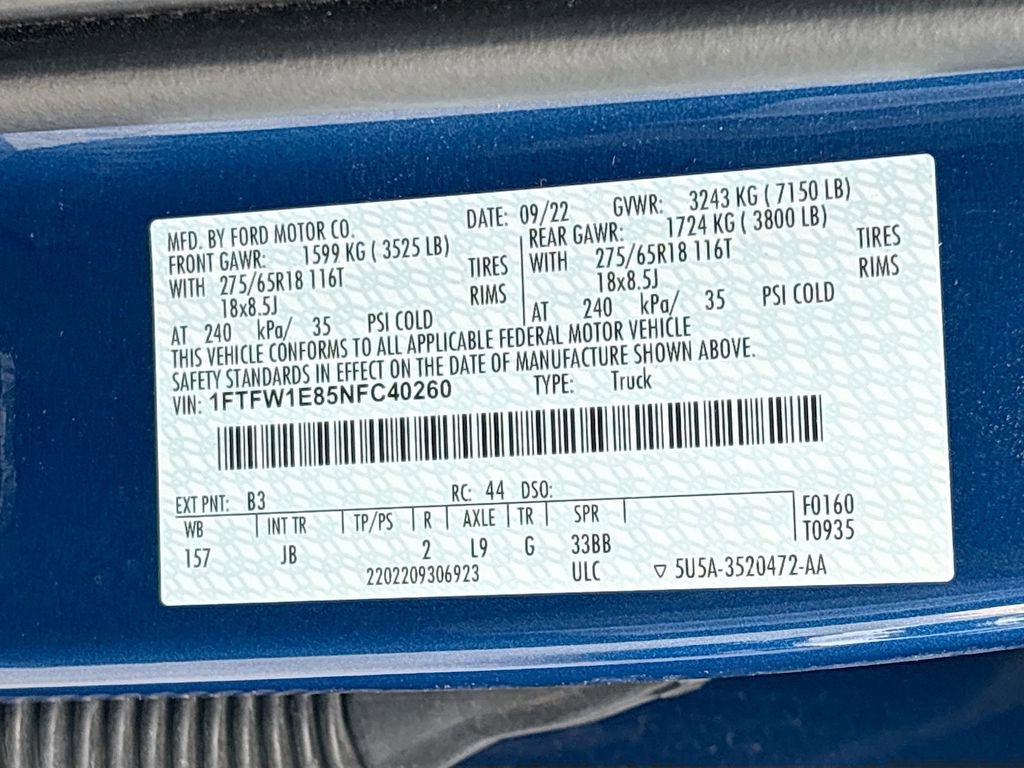 MFD. BY FORD MOTOR CO. DATE: 09/22 GVWR: 3243 KG ( 7150 LB)
FRONT GAWR: 1599 KG ( 3525 LB) REAR GAWR: 1724 KG ( 3800 LB)
WITH 275/65R18 116T TIRES WITH 275/65R18 116T TIRES
18x8.5J RIMS 18x8.5J RIMS
AT 240 kPa/ 35 PSI COLD AT 240 kPa/ 35 PSI COLD
THIS VEHICLE CONFORMS TO ALL APPLICABLE FEDERAL MOTOR VEHICLE
SAFETY STANDARDS IN EFFECT ON THE DATE OF MANUFACTURE SHOWN ABOVE.
VIN: 1FTFW1E85NFC40260 TYPE: Truck
EXT PNT: B3 RC: 44 DSO:
WB INT TR TP/PS R AXLE TR SPR F0160
157 JB 2 L9 G 33BB T0935
2202209306923 ULC ▽ 5U5A-3520472-AA